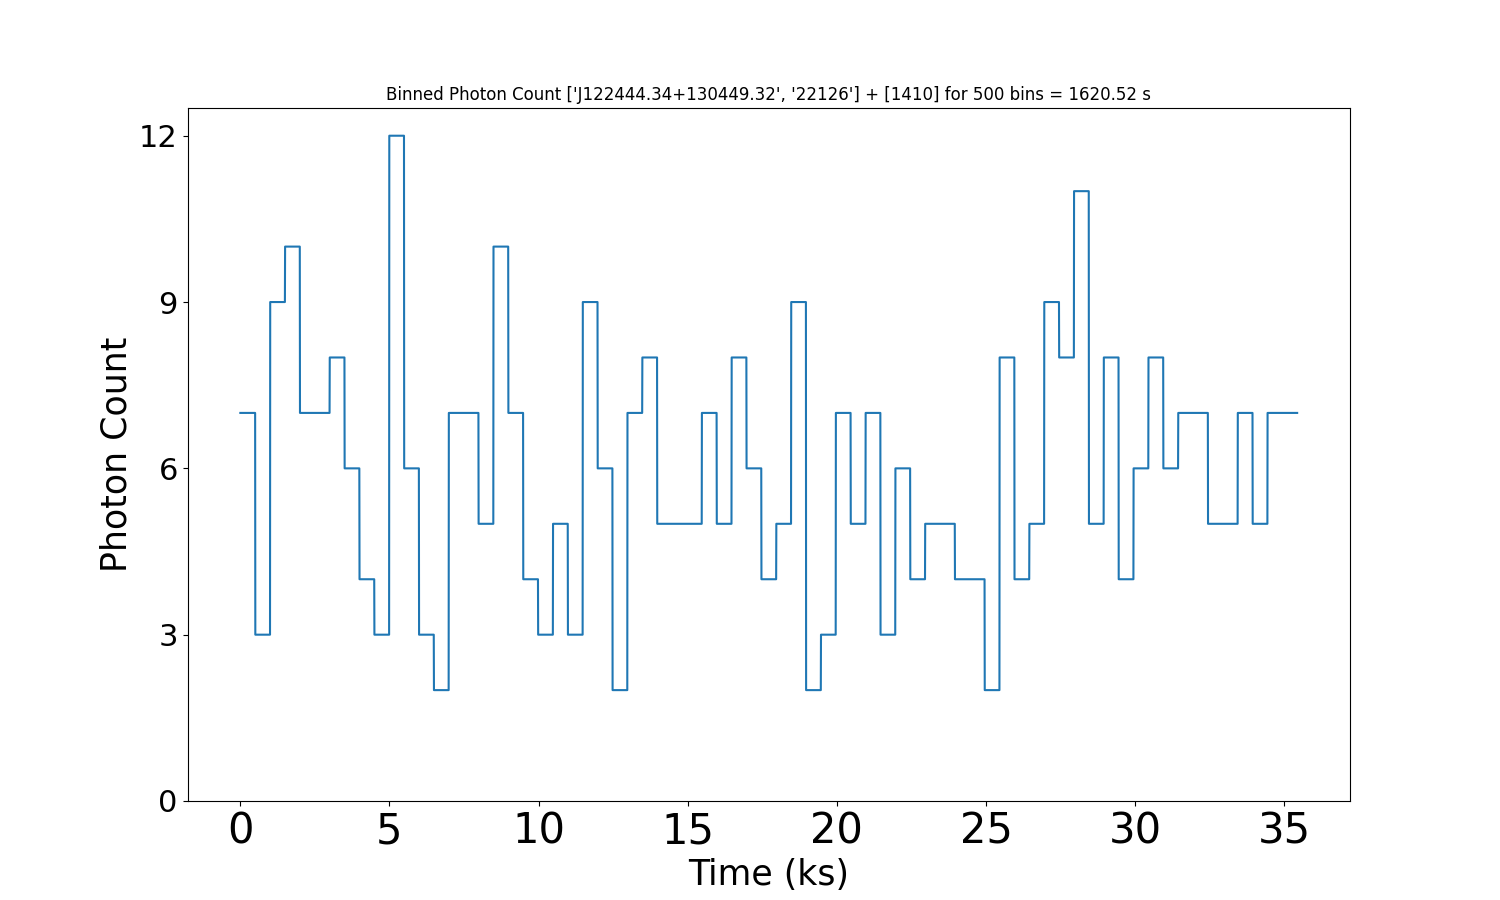 Binned Photon Count ['J122444.34+130449.32', '22126'] + [1410] for 500 bins = 1620.52 s
12
9
6
3
0
Photon Count
0 5 10 15 20 25 30 35
Time (ks)